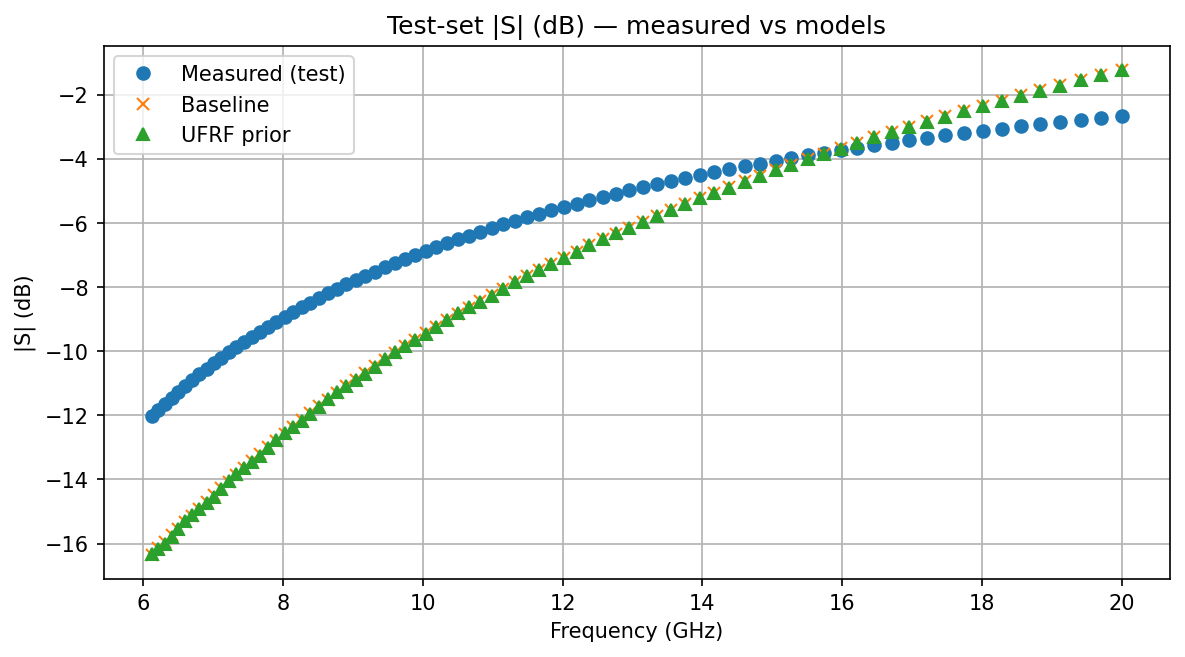 Test-set |S| (dB) — measured vs models
Measured (test)
Baseline
UFRF prior
|S| (dB)
−2
−4
−6
−8
−10
−12
−14
−16
6 8 10 12 14 16 18 20
Frequency (GHz)